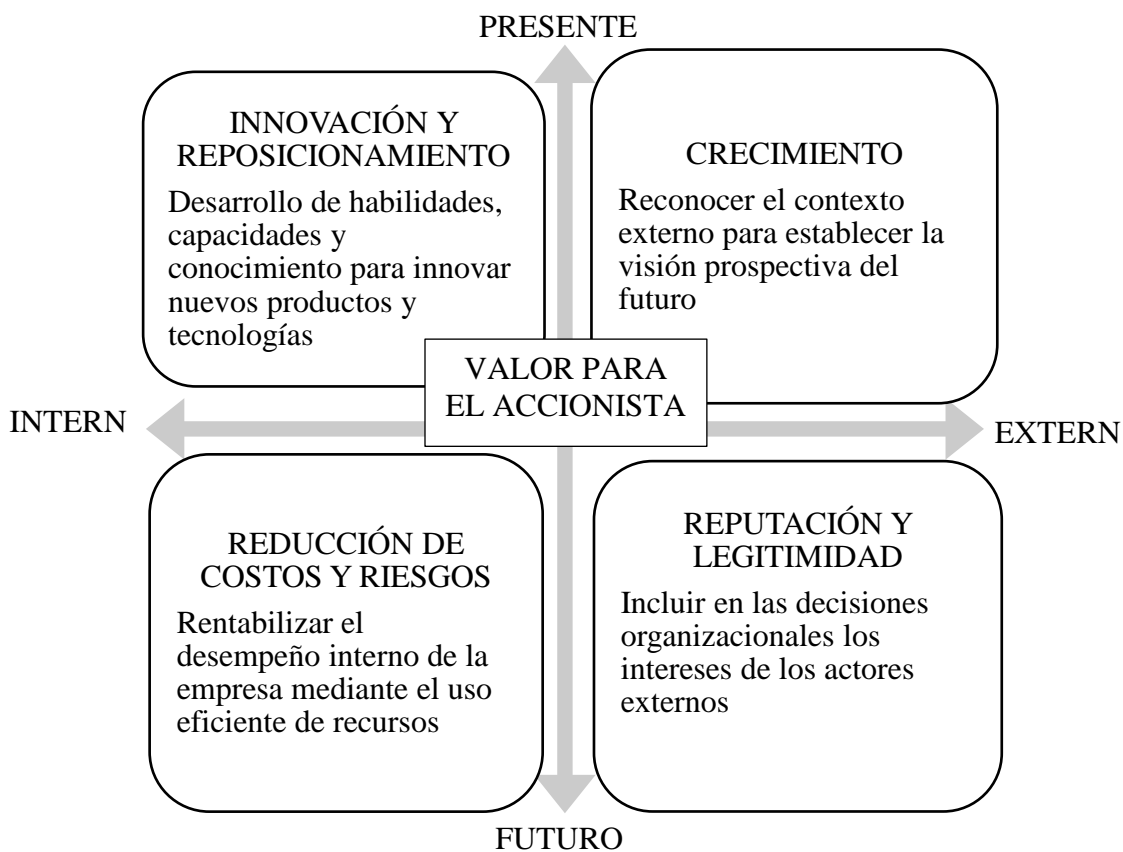 PRESENTE
INNOVACIÓN Y
REPOSICIONAMIENTO
Desarrollo de habilidades,
capacidades y
conocimiento para innovar
nuevos productos y
tecnologías
CRECIMIENTO
Reconocer el contexto
externo para establecer la
visión prospectiva del
futuro
VALOR PARA
EL ACCIONISTA
INTERN
EXTERN
REDUCCIÓN DE
COSTOS Y RIESGOS
Rentabilizar el
desempeño interno de la
empresa mediante el uso
eficiente de recursos
REPUTACIÓN Y
LEGITIMIDAD
Incluir en las decisiones
organizacionales los
intereses de los actores
externos
FUTURO